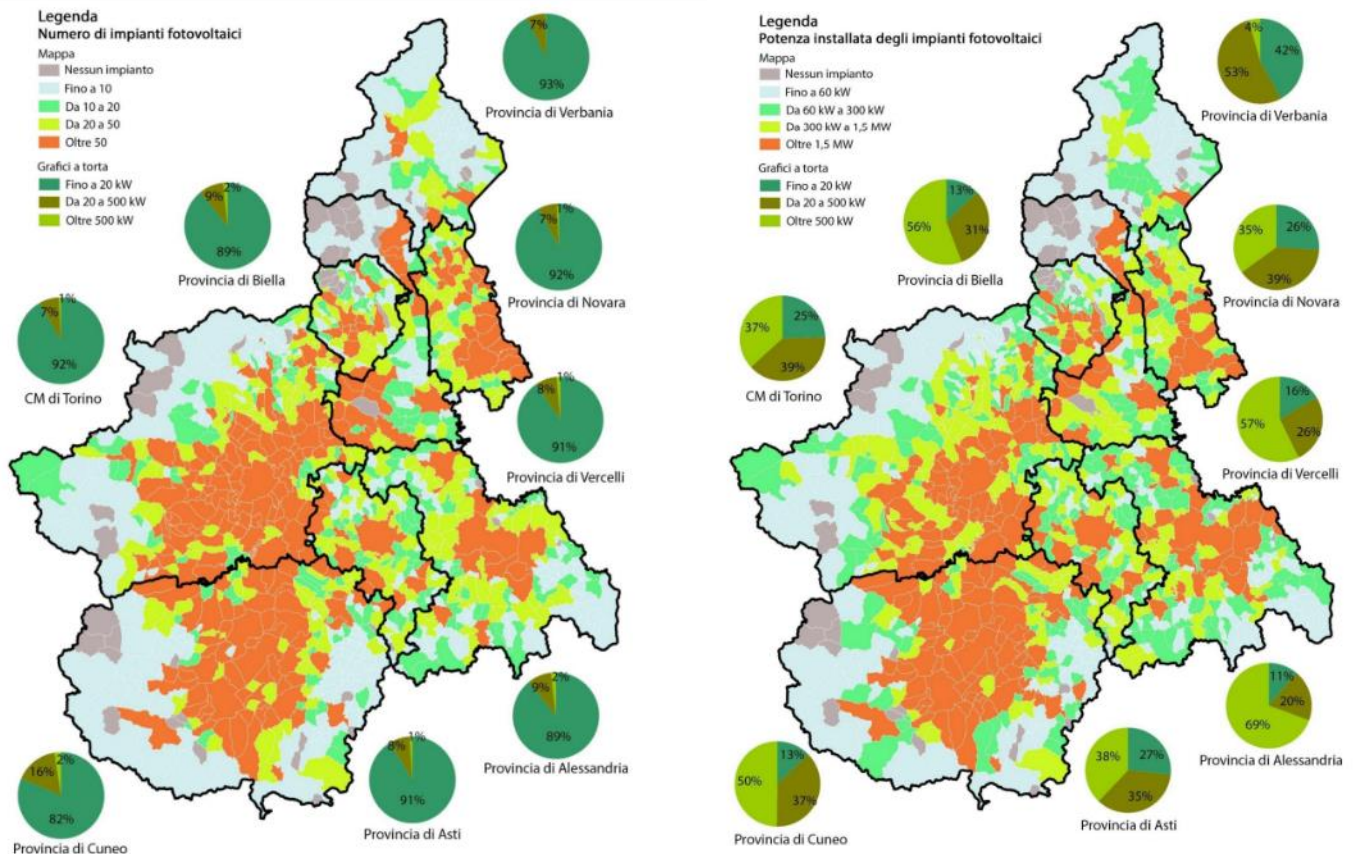 Legenda
Numero di impianti fotovoltaici
Mappa
Nessun impianto
Fino a 10
Da 10 a 20
Da 20 a 50
Oltre 50
Grafici a torta
Fino a 20 kW
Da 20 a 500 kW
Oltre 500 kW
7%
93%
Provincia di Verbania
9%
2%
89%
Provincia di Biella
7%
1%
92%
Provincia di Novara
7%
1%
92%
CM di Torino
8%
1%
91%
Provincia di Vercelli
9%
2%
89%
Provincia di Alessandria
8%
1%
91%
Provincia di Asti
16%
2%
82%
Provincia di Cuneo
Legenda
Potenza installata degli impianti fotovoltaici
Mappa
Nessun impianto
Fino a 60 kW
Da 60 kW a 300 kW
Da 300 kW a 1,5 MW
Oltre 1,5 MW
Grafici a torta
Fino a 20 kW
Da 20 a 500 kW
Oltre 500 kW
4%
42%
53%
Provincia di Verbania
13%
56%
31%
Provincia di Biella
35%
26%
39%
Provincia di Novara
37%
25%
39%
CM di Torino
16%
57%
26%
Provincia di Vercelli
11%
20%
69%
Provincia di Alessandria
38%
27%
35%
Provincia di Asti
13%
50%
37%
Provincia di Cuneo